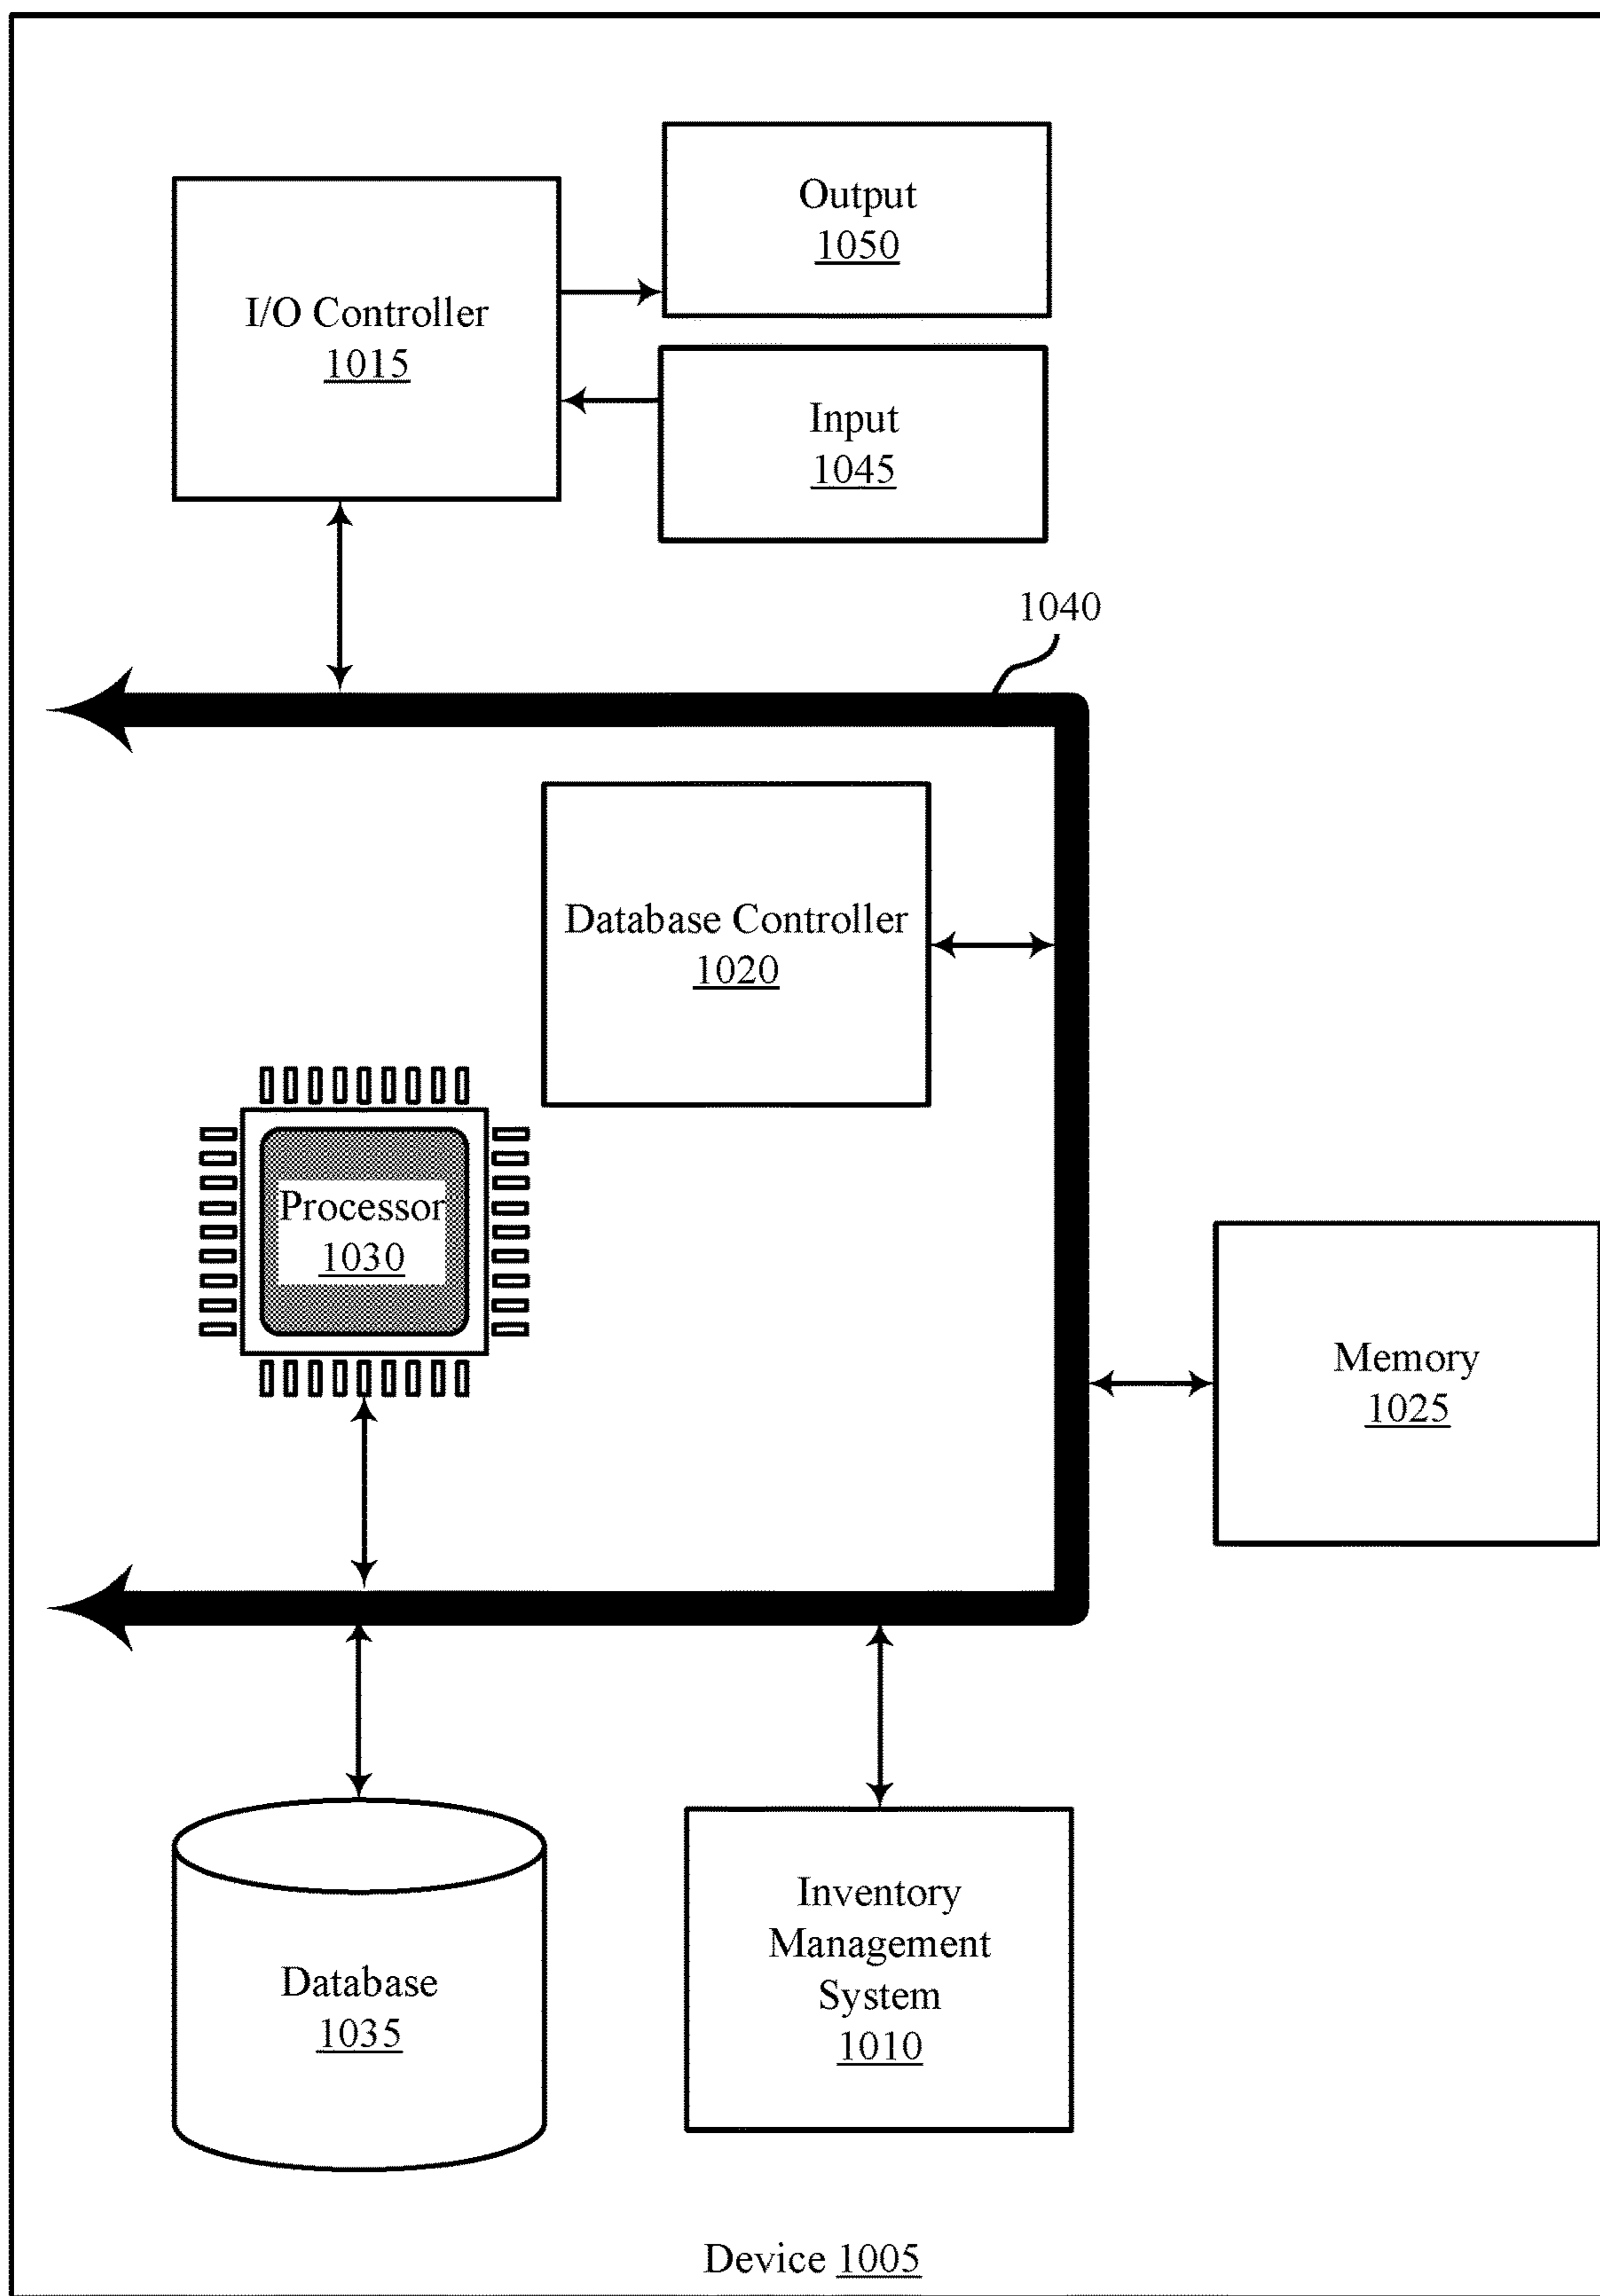 Output
1050
I/O Controller
1015
Input
1045
1040
Database Controller
1020
Processor
1030
Memory
1025
Database
1035
Inventory
Management
System
1010
Device 1005